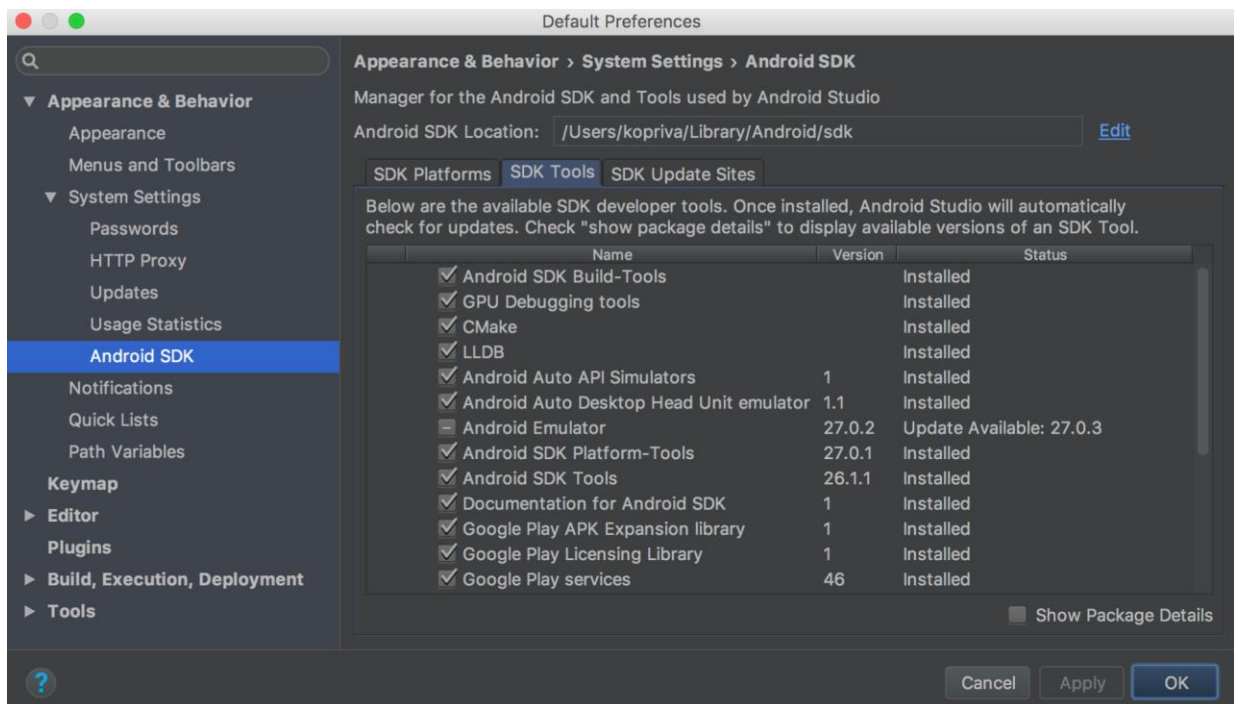 Default Preferences
Appearance & Behavior
Appearance
Menus and Toolbars
System Settings
Passwords
HTTP Proxy
Updates
Usage Statistics
Android SDK
Notifications
Quick Lists
Path Variables
Keymap
Editor
Plugins
Build, Execution, Deployment
Tools
Appearance & Behavior › System Settings › Android SDK
Manager for the Android SDK and Tools used by Android Studio
Android SDK Location: /Users/kopriva/Library/Android/sdk Edit
SDK Platforms SDK Tools SDK Update Sites
Below are the available SDK developer tools. Once installed, Android Studio will automatically
check for updates. Check "show package details" to display available versions of an SDK Tool.
Name Version Status
Android SDK Build-Tools Installed
GPU Debugging tools Installed
CMake Installed
LLDB Installed
Android Auto API Simulators 1 Installed
Android Auto Desktop Head Unit emulator 1.1 Installed
Android Emulator 27.0.2 Update Available: 27.0.3
Android SDK Platform-Tools 27.0.1 Installed
Android SDK Tools 26.1.1 Installed
Documentation for Android SDK 1 Installed
Google Play APK Expansion library 1 Installed
Google Play Licensing Library 1 Installed
Google Play services 46 Installed
Show Package Details
? Cancel Apply OK